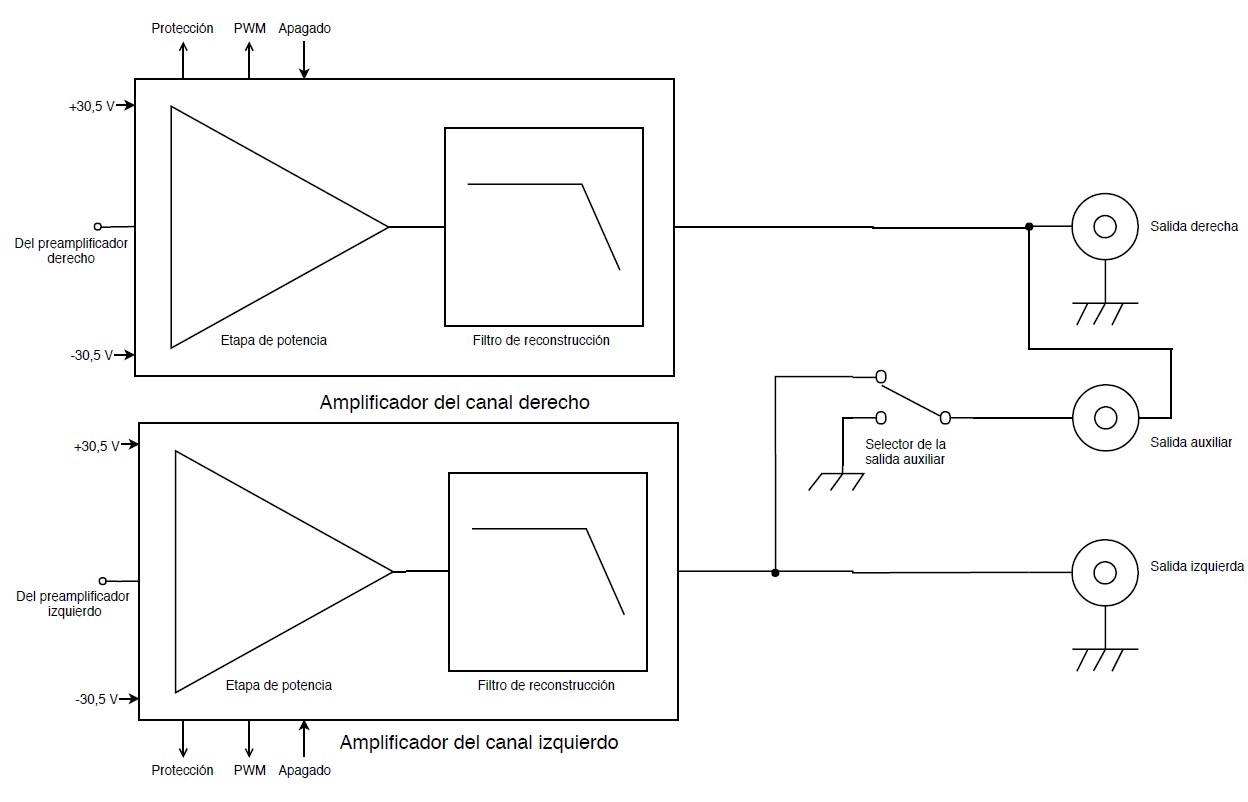 Protección
PWM
Apagado
+30,5 V
Del preamplificador
derecho
-30,5 V
Etapa de potencia
Filtro de reconstrucción
Salida derecha
Amplificador del canal derecho
+30,5 V
Selector de la
salida auxiliar
Salida auxiliar
Salida izquierda
Del preamplificador
izquierdo
-30,5 V
Etapa de potencia
Filtro de reconstrucción
Amplificador del canal izquierdo
Protección
PWM
Apagado